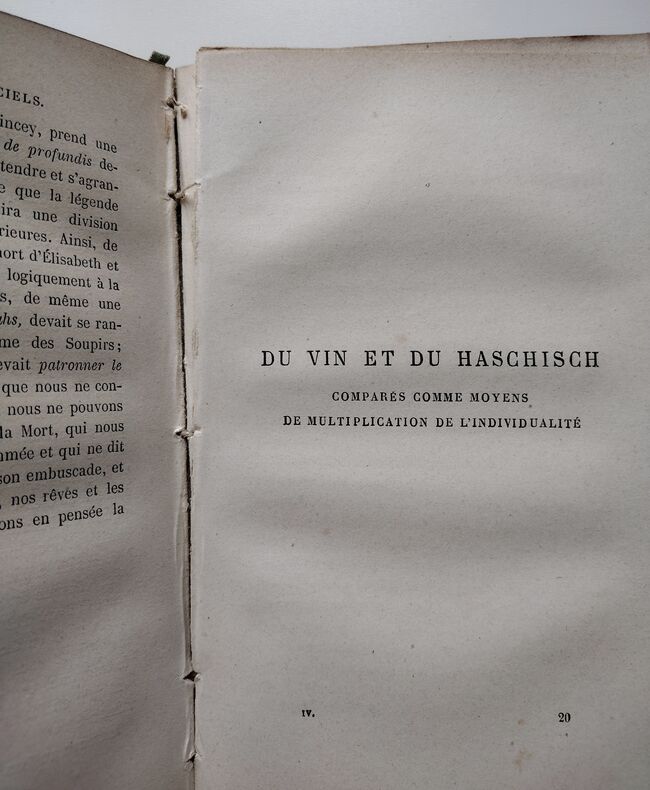 CIELS.
incey, prend une
de profundis de-
tendre et s'agran-
e que la légende
ira une division
rieures. Ainsi, de
ort d'Élisabeth et
logiquement à la
s, de même une
ahs, devait se ran-
me des Soupirs;
evait patronner le
que nous ne con-
nous ne pouvons
la Mort, qui nous
mmée et qui ne dit
son embuscade, et
, nos rêves et les
ons en pensée la
DU VIN ET DU HASCHISCH
COMPARÉS COMME MOYENS
DE MULTIPLICATION DE L'INDIVIDUALITÉ
IV. 20